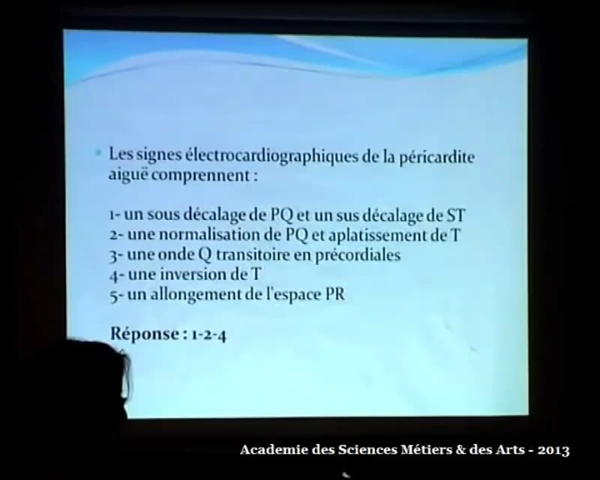 Les signes électrocardiographiques de la péricardite
aiguë comprennent :
1- un sous décalage de PQ et un sus décalage de ST
2- une normalisation de PQ et aplatissement de T
3- une onde Q transitoire en précordiales
4- une inversion de T
5- un allongement de l'espace PR
Réponse : 1-2-4
Academie des Sciences Métiers & des Arts - 2013